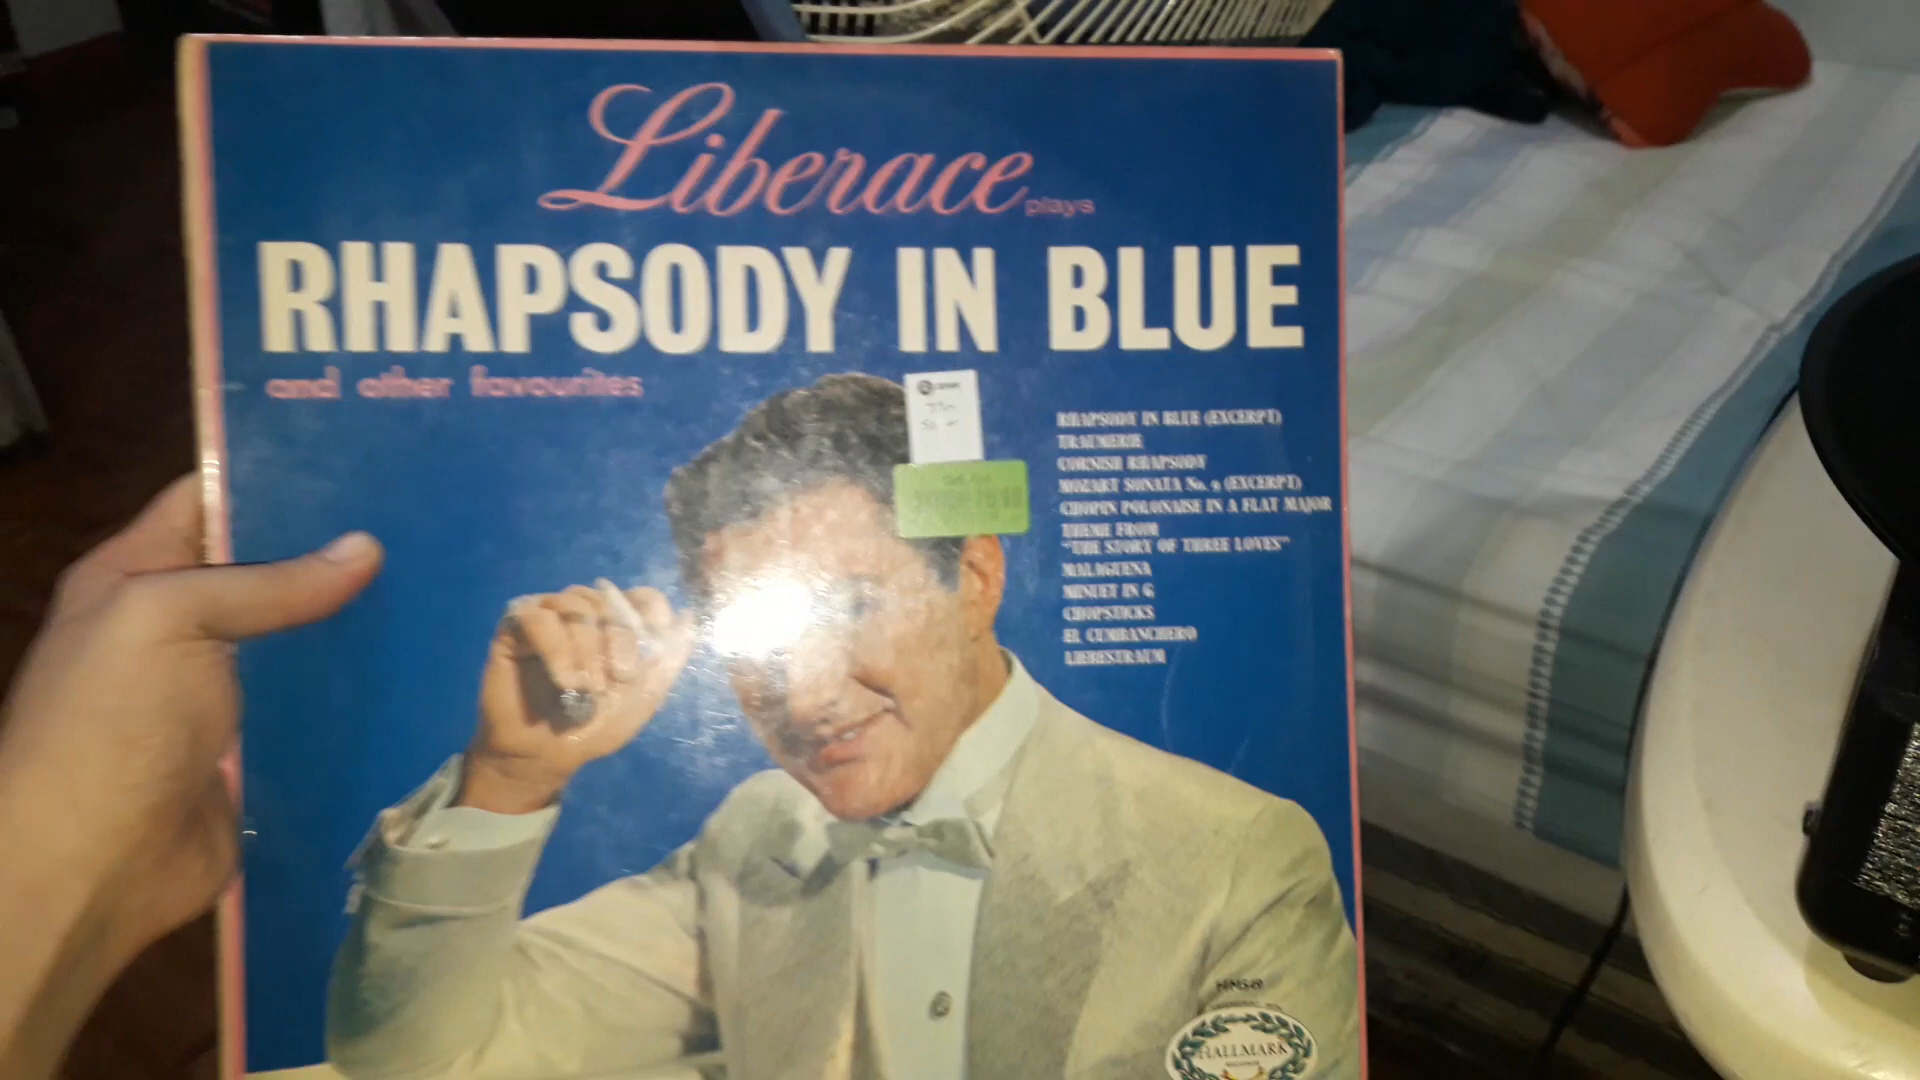 Liberace plays
RHAPSODY IN BLUE
and other favourites
RHAPSODY IN BLUE (EXCERPT)
TRAUMERIE
CORNISH RHAPSODY
MOZART SONATA No. 9 (EXCERPT)
CHOPIN POLONAISE IN A FLAT MAJOR
THEME FROM
"THE STORY OF THREE LOVES"
MALAGUENA
MINUET IN G
CHOPSTICKS
EL CUMBANCHERO
LIEBESTRAUM
HALLMARK